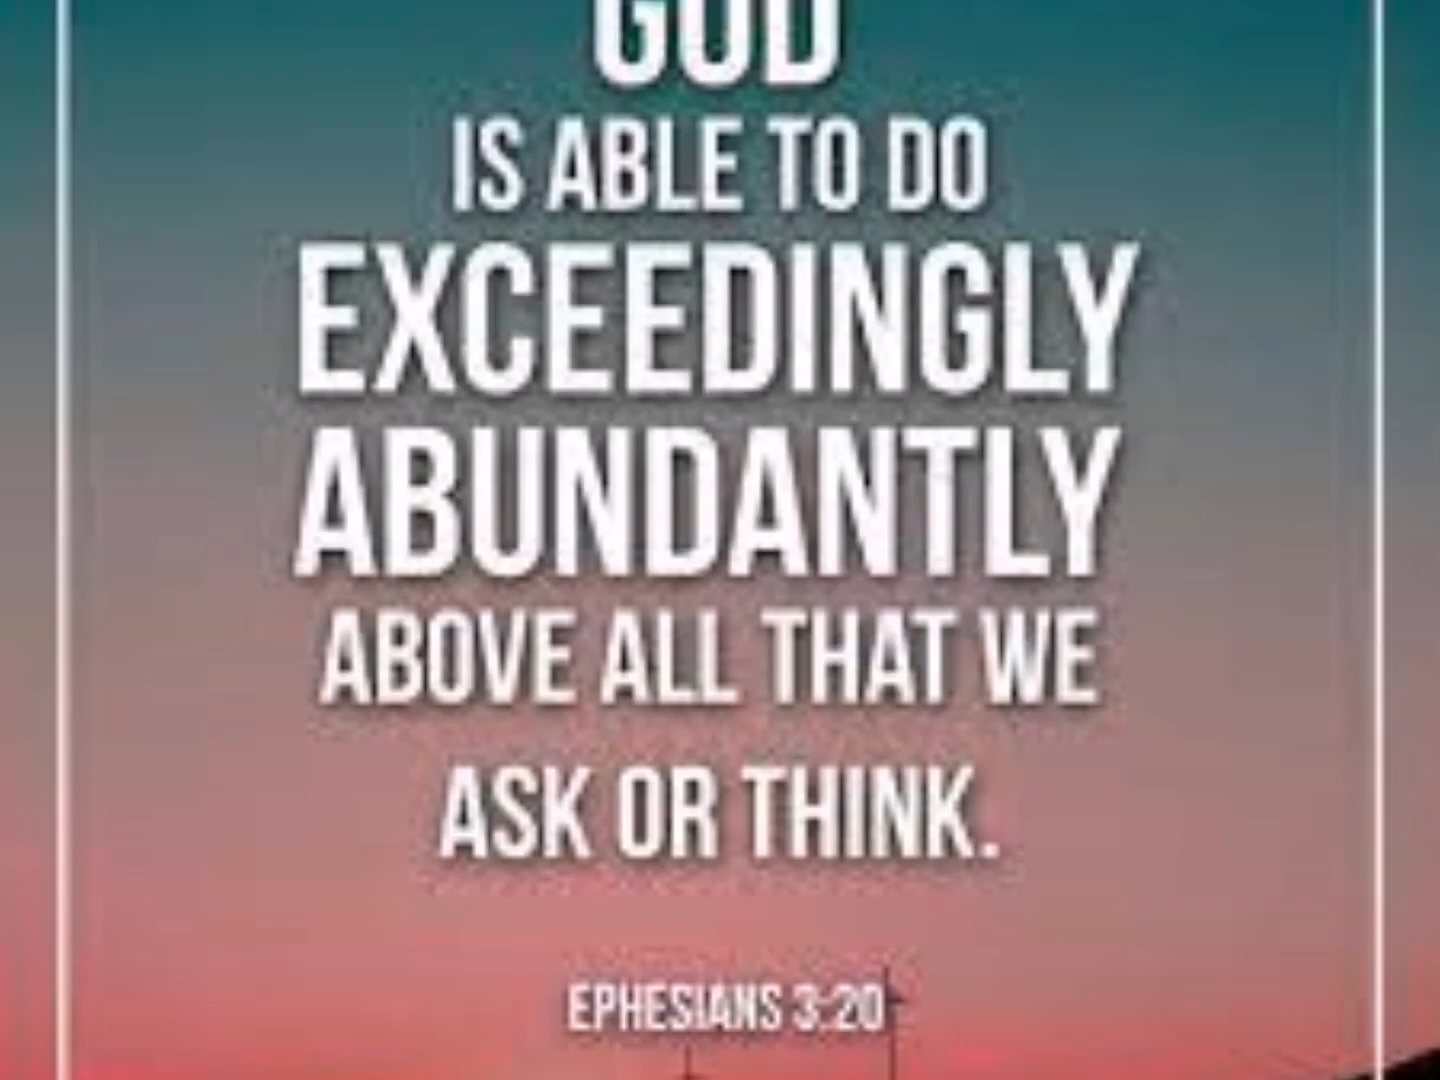 GOD
IS ABLE TO DO
EXCEEDINGLY
ABUNDANTLY
ABOVE ALL THAT WE
ASK OR THINK.
EPHESIANS 3:20